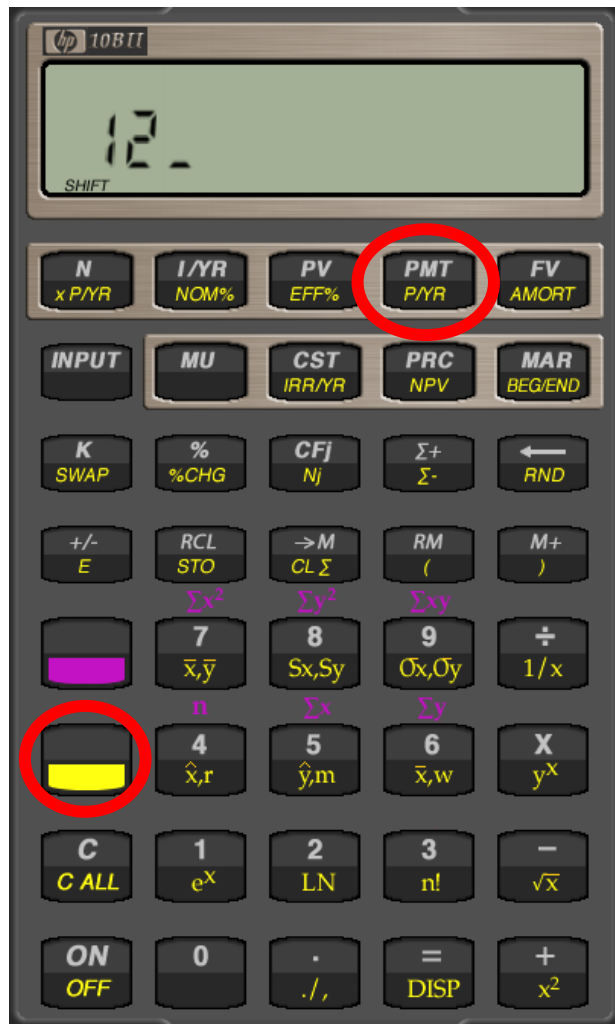 hp 10BII
12_
SHIFT
N I/YR PV PMT FV
x P/YR NOM% EFF% P/YR AMORT
INPUT MU CST PRC MAR
IRR/YR NPV BEG/END
K % CFj Σ+ ←
SWAP %CHG Nj Σ- RND
+/- RCL →M RM M+
E STO CL Σ ( )
Σx² Σy² Σxy
7 8 9 ÷
x̄,ȳ Sx,Sy σx,σy 1/x
n Σx Σy
4 5 6 X
x̂,r ŷ,m x̄,w yˣ
C 1 2 3 −
C ALL eˣ LN n! √x
ON 0 . = +
OFF ./, DISP x²